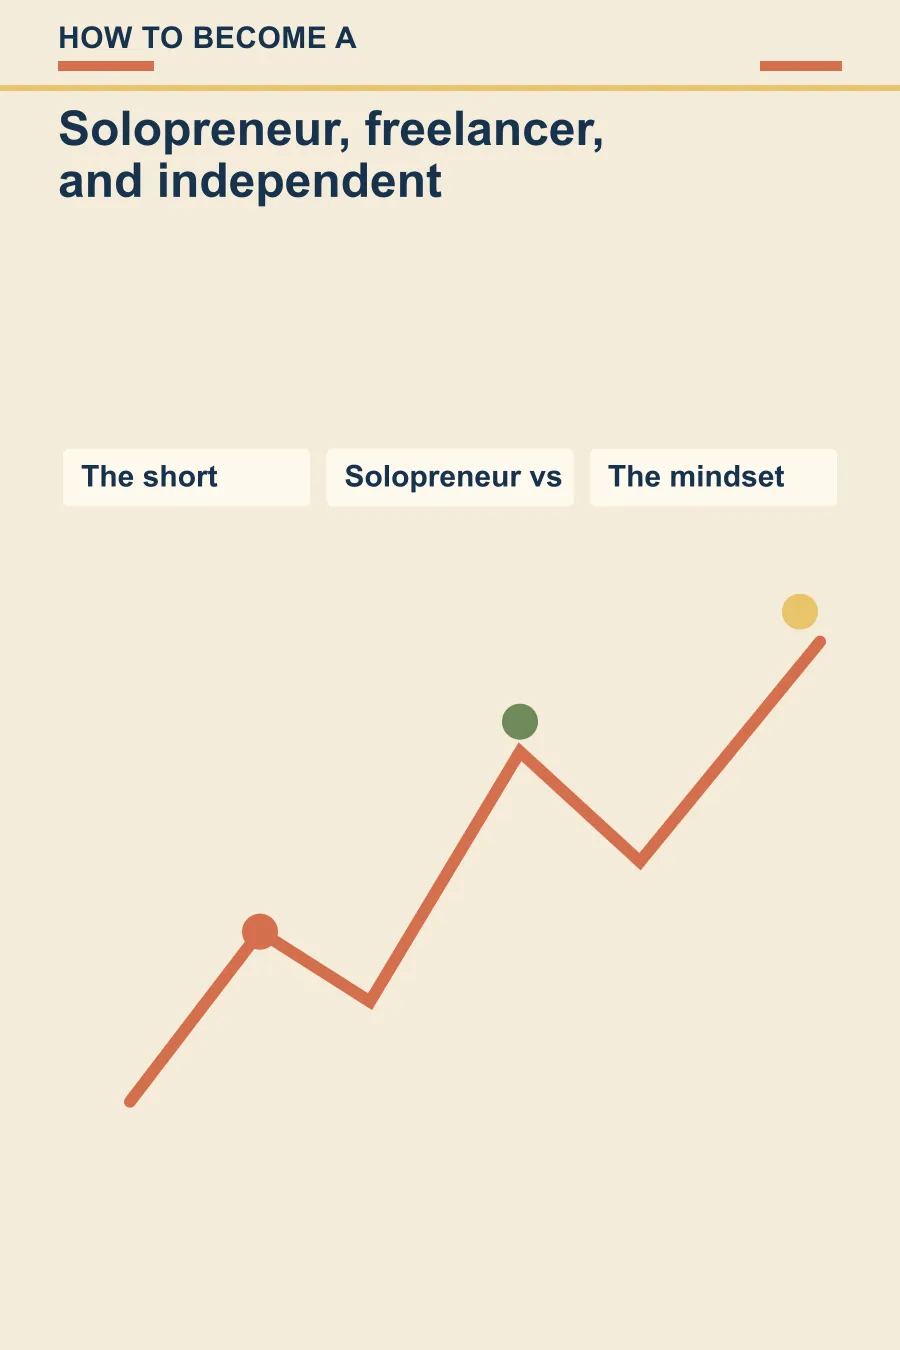 HOW TO BECOME A
Solopreneur, freelancer,
and independent
The short
Solopreneur vs
The mindset